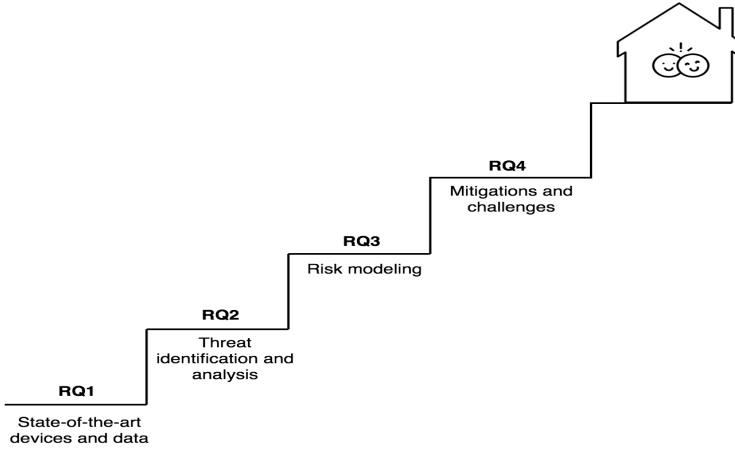 RQ4
Mitigations and
challenges
RQ3
Risk modeling
RQ2
Threat
identification and
analysis
RQ1
State-of-the-art
devices and data